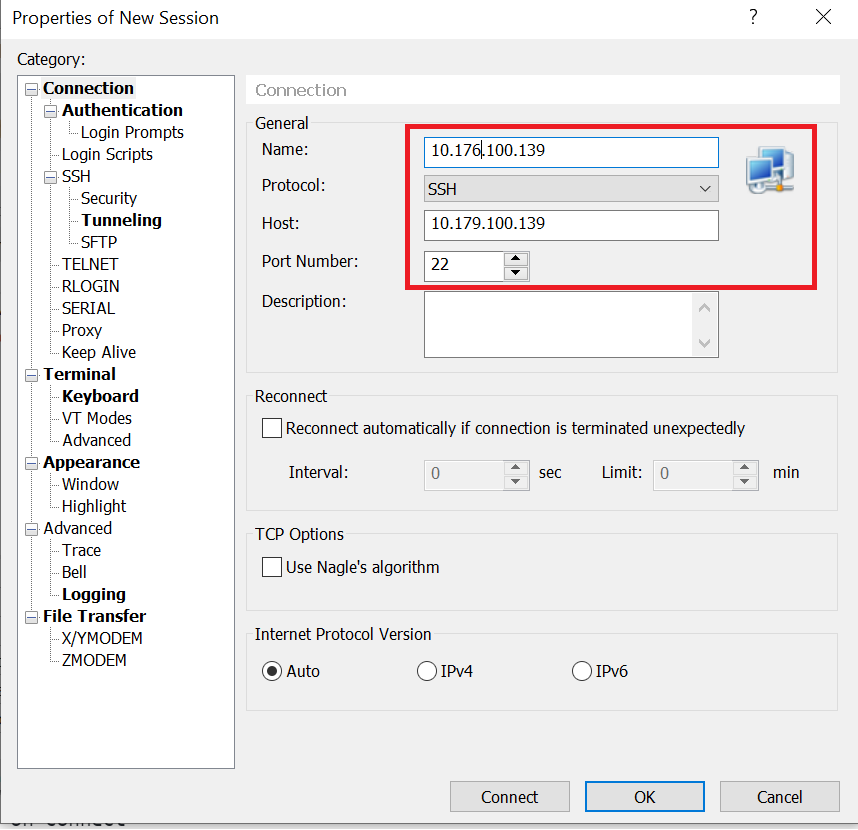 Properties of New Session
?
Category:
Connection
Authentication
Login Prompts
Login Scripts
SSH
Security
Tunneling
SFTP
TELNET
RLOGIN
SERIAL
Proxy
Keep Alive
Terminal
Keyboard
VT Modes
Advanced
Appearance
Window
Highlight
Advanced
Trace
Bell
Logging
File Transfer
X/YMODEM
ZMODEM
Connection
General
Name: 10.176.100.139
Protocol: SSH
Host: 10.179.100.139
Port Number: 22
Description:
Reconnect
Reconnect automatically if connection is terminated unexpectedly
Interval: 0 sec Limit: 0 min
TCP Options
Use Nagle's algorithm
Internet Protocol Version
Auto IPv4 IPv6
Connect OK Cancel